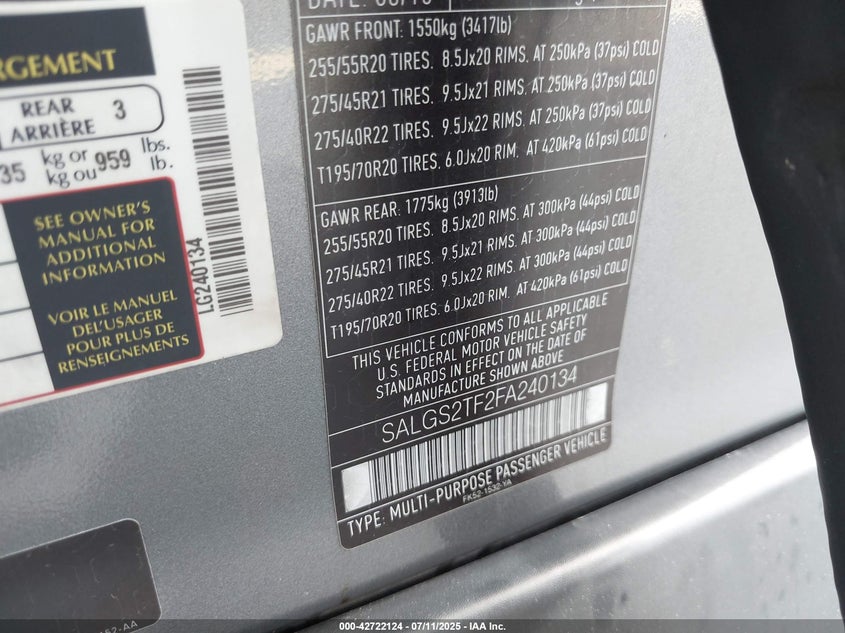 RGEMENT
REAR
ARRIÈRE 3
35 kg or 959 lbs.
kg ou lb.
SEE OWNER'S
MANUAL FOR
ADDITIONAL
INFORMATION
VOIR LE MANUEL
DEL'USAGER
POUR PLUS DE
RENSEIGNEMENTS
LG240134
DATE:
GAWR FRONT: 1550kg (3417lb)
255/55R20 TIRES. 8.5Jx20 RIMS. AT 250kPa (37psi) COLD
275/45R21 TIRES. 9.5Jx21 RIMS. AT 250kPa (37psi) COLD
275/40R22 TIRES. 9.5Jx22 RIMS. AT 250kPa (37psi) COLD
T195/70R20 TIRES. 6.0Jx20 RIM. AT 420kPa (61psi) COLD
GAWR REAR: 1775kg (3913lb)
255/55R20 TIRES. 8.5Jx20 RIMS. AT 300kPa (44psi) COLD
275/45R21 TIRES. 9.5Jx21 RIMS. AT 300kPa (44psi) COLD
275/40R22 TIRES. 9.5Jx22 RIMS. AT 300kPa (44psi) COLD
T195/70R20 TIRES. 6.0Jx20 RIM. AT 420kPa (61psi) COLD
THIS VEHICLE CONFORMS TO ALL APPLICABLE
U.S. FEDERAL MOTOR VEHICLE SAFETY
STANDARDS IN EFFECT ON THE DATE OF
MANUFACTURE SHOWN ABOVE
SALGS2TF2FA240134
TYPE: MULTI-PURPOSE PASSENGER VEHICLE
FK52-1532-YA
152-AA
000-42722124 - 07/11/2025 - IAA Inc.